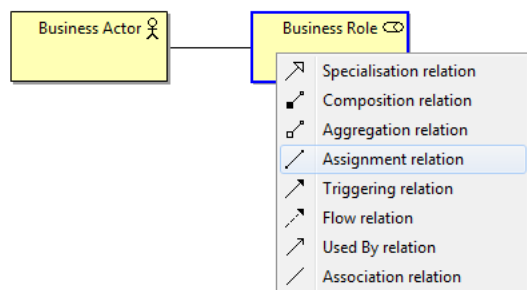 Business Actor
Business Role
Specialisation relation
Composition relation
Aggregation relation
Assignment relation
Triggering relation
Flow relation
Used By relation
Association relation